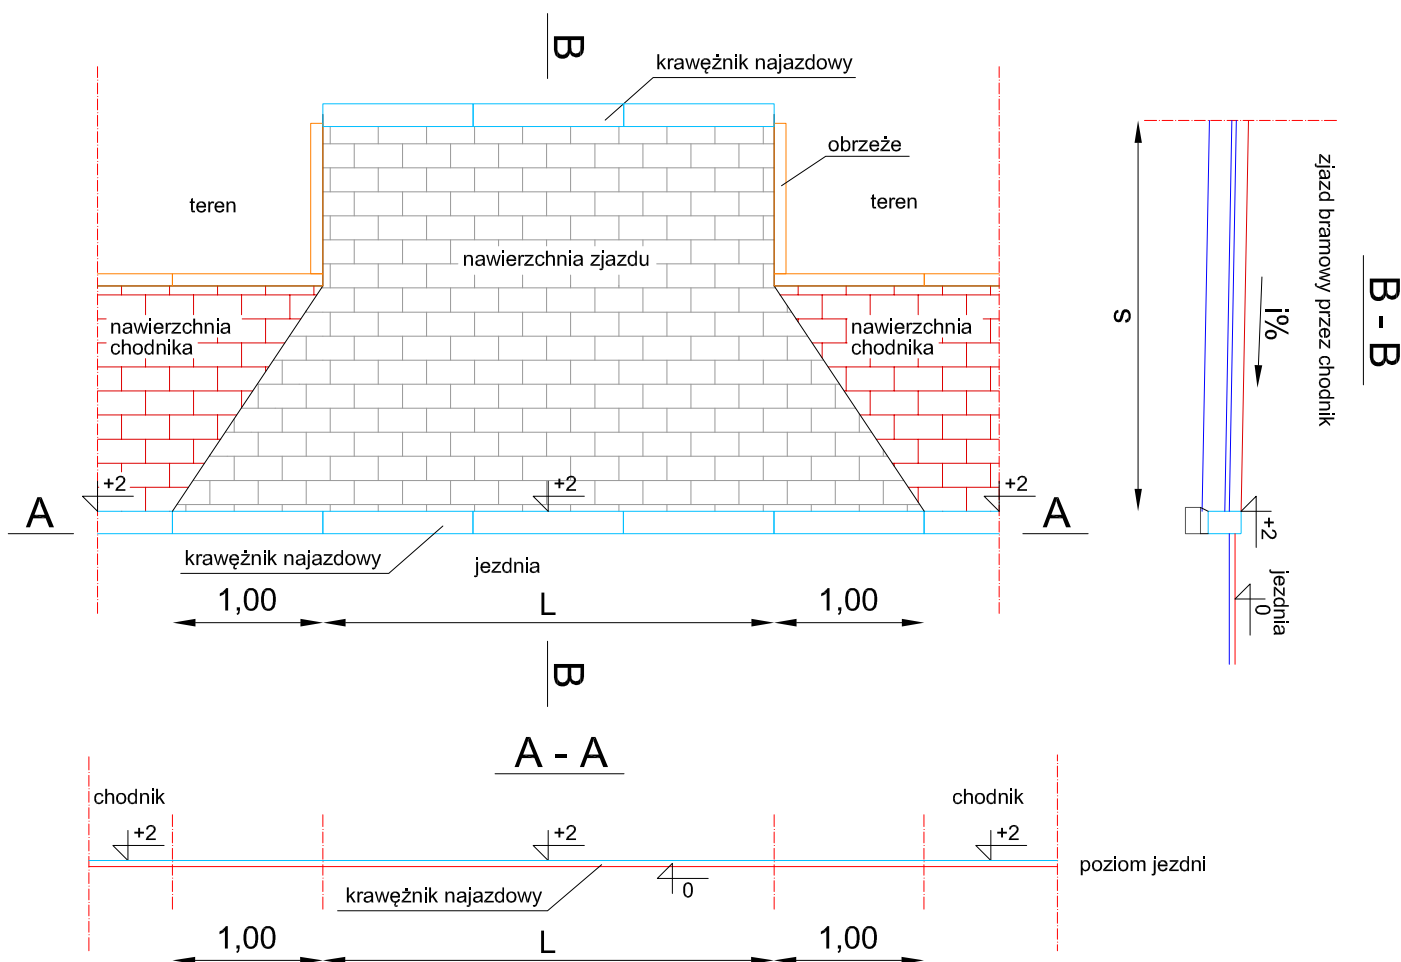 B
krawężnik najazdowy
obrzeże
teren
teren
nawierzchnia zjazdu
nawierzchnia
chodnika
nawierzchnia
chodnika
+2
+2
+2
A
A
krawężnik najazdowy
jezdnia
1,00
L
1,00
B
B - B
zjazd bramowy przez chodnik
i%
s
+2
jezdnia
0
A - A
chodnik
chodnik
+2
+2
+2
poziom jezdni
krawężnik najazdowy
0
1,00
L
1,00